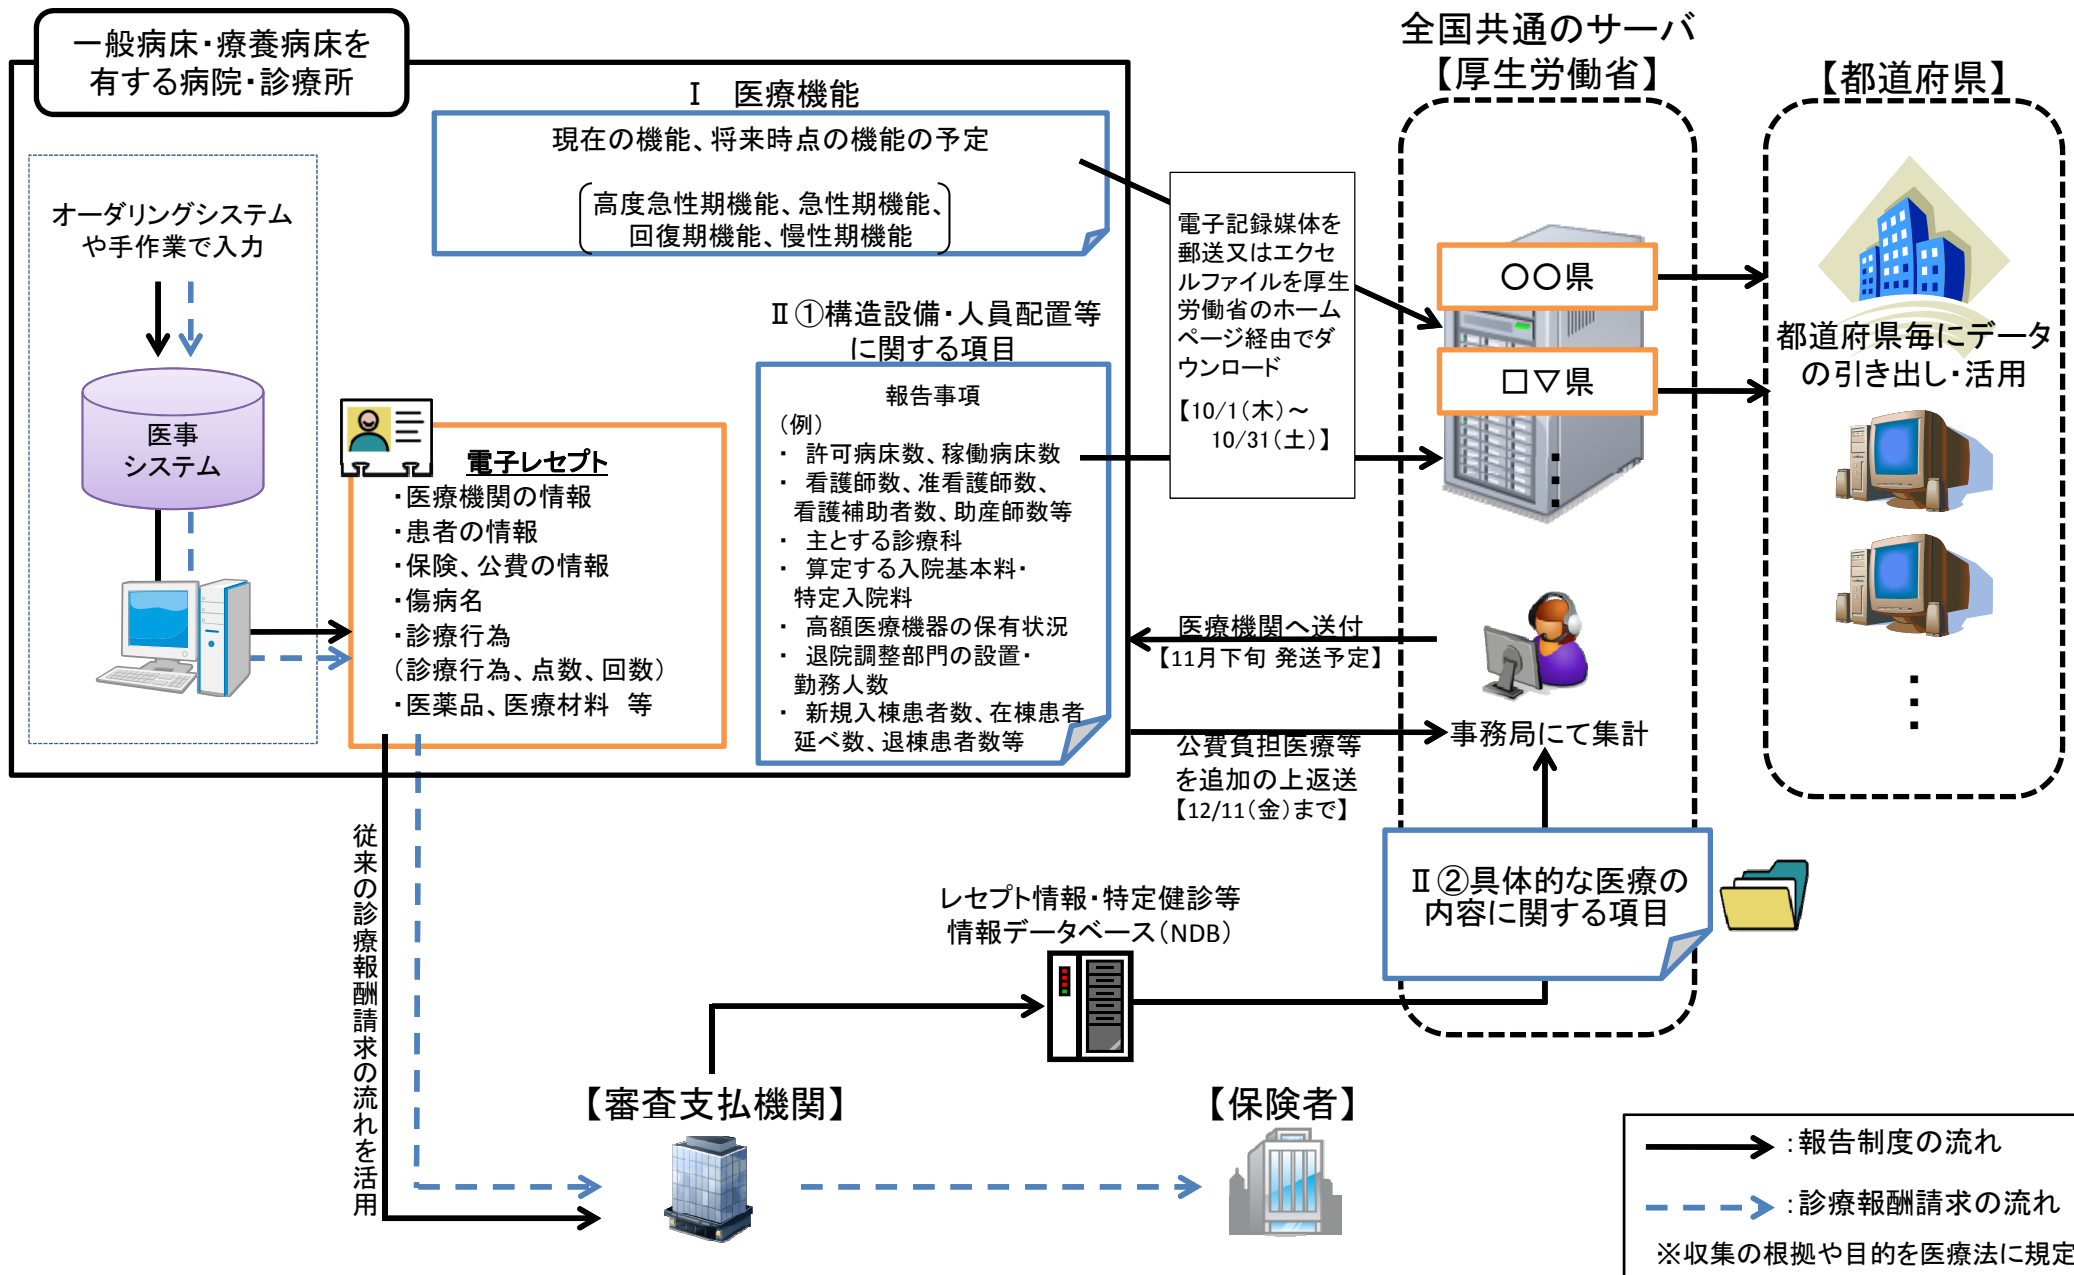 一般病床・療養病床を
有する病院・診療所
オーダリングシステム
や手作業で入力
医事
システム
電子レセプト
・医療機関の情報
・患者の情報
・保険、公費の情報
・傷病名
・診療行為
（診療行為、点数、回数）
・医薬品、医療材料　等
Ⅰ　医療機能
現在の機能、将来時点の機能の予定
高度急性期機能、急性期機能、
回復期機能、慢性期機能
Ⅱ①構造設備・人員配置等
に関する項目
報告事項
（例）
・　許可病床数、稼働病床数
・　看護師数、准看護師数、
看護補助者数、助産師数等
・　主とする診療科
・　算定する入院基本料・
特定入院料
・　高額医療機器の保有状況
・　退院調整部門の設置・
勤務人数
・　新規入棟患者数、在棟患者
延べ数、退棟患者数等
電子記録媒体を
郵送又はエクセ
ルファイルを厚生
労働省のホーム
ページ経由でダ
ウンロード
【10/1（木）～
10/31（土）】
医療機関へ送付
【11月下旬 発送予定】
公費負担医療等
を追加の上返送
【12/11（金）まで】
全国共通のサーバ
【厚生労働省】
〇〇県
□▽県
事務局にて集計
Ⅱ②具体的な医療の
内容に関する項目
【都道府県】
都道府県毎にデータ
の引き出し・活用
従来の診療報酬請求の流れを活用
レセプト情報・特定健診等
情報データベース（NDB）
【審査支払機関】
【保険者】
：報告制度の流れ
：診療報酬請求の流れ
※収集の根拠や目的を医療法に規定